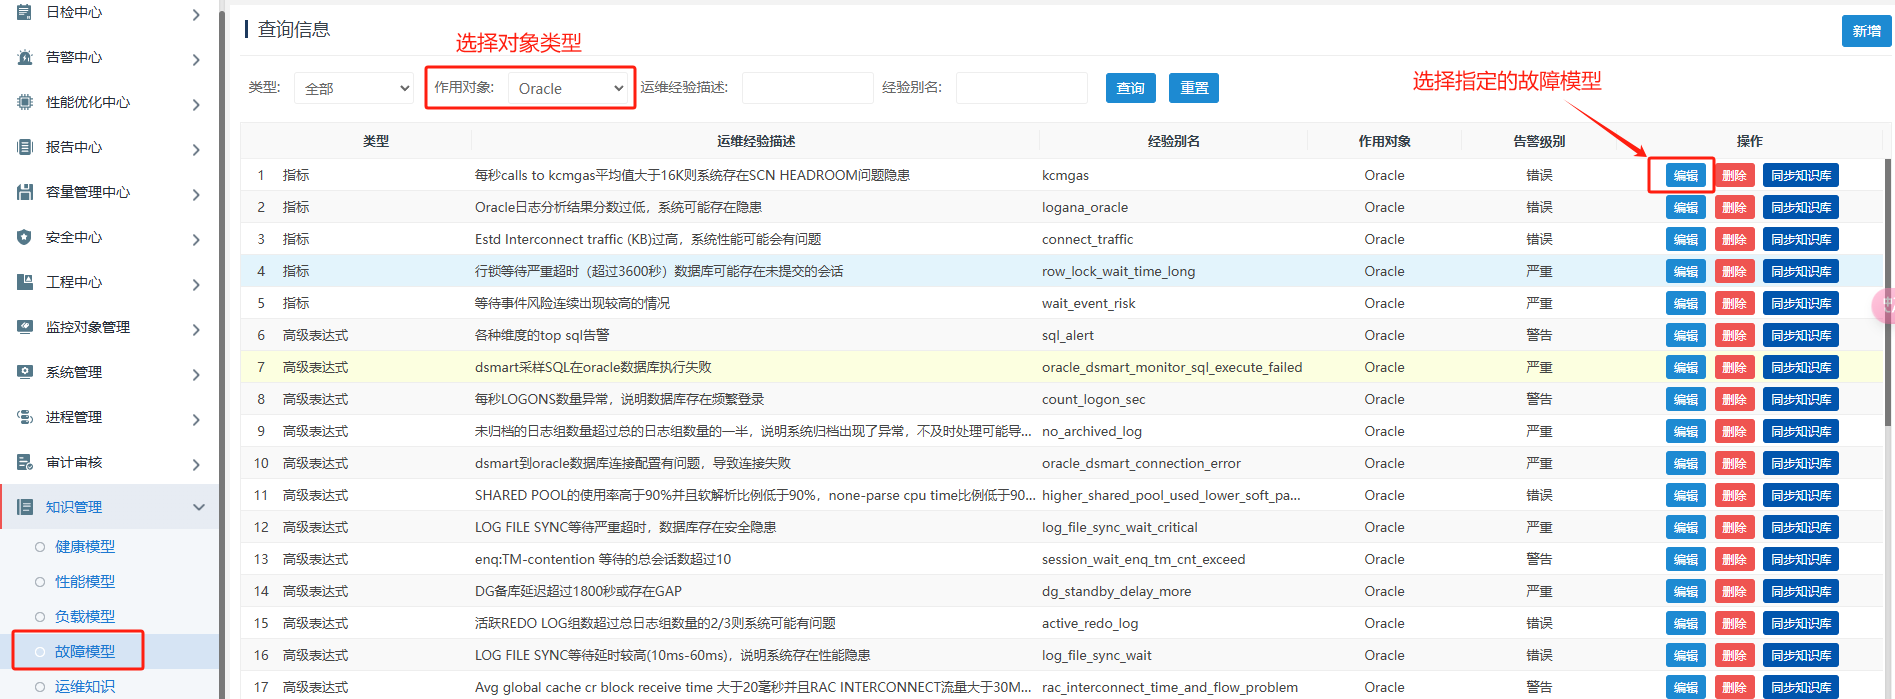 日检中心
告警中心
性能优化中心
报告中心
容量管理中心
安全中心
工程中心
监控对象管理
系统管理
进程管理
审计审核
知识管理
健康模型
性能模型
负载模型
故障模型
运维知识
查询信息
新增
选择对象类型
选择指定的故障模型
类型: 全部 作用对象: Oracle 运维经验描述: 经验别名: 查询 重置
类型 运维经验描述 经验别名 作用对象 告警级别 操作
1 指标 每秒calls to kcmgas平均值大于16K则系统存在SCN HEADROOM问题隐患 kcmgas Oracle 错误 编辑 删除 同步知识库
2 指标 Oracle日志分析结果分数过低，系统可能存在隐患 logana_oracle Oracle 错误 编辑 删除 同步知识库
3 指标 Estd Interconnect traffic (KB)过高，系统性能可能会有问题 connect_traffic Oracle 错误 编辑 删除 同步知识库
4 指标 行锁等待严重超时（超过3600秒）数据库可能存在未提交的会话 row_lock_wait_time_long Oracle 严重 编辑 删除 同步知识库
5 指标 等待事件风险连续出现较高的情况 wait_event_risk Oracle 严重 编辑 删除 同步知识库
6 高级表达式 各种维度的top sql告警 sql_alert Oracle 警告 编辑 删除 同步知识库
7 高级表达式 dsmart采样SQL在oracle数据库执行失败 oracle_dsmart_monitor_sql_execute_failed Oracle 严重 编辑 删除 同步知识库
8 高级表达式 每秒LOGONS数量异常，说明数据库存在频繁登录 count_logon_sec Oracle 警告 编辑 删除 同步知识库
9 高级表达式 未归档的日志组数量超过总的日志组数量的一半，说明系统归档出现了异常，不及时处理可能导... no_archived_log Oracle 严重 编辑 删除 同步知识库
10 高级表达式 dsmart到oracle数据库连接配置有问题，导致连接失败 oracle_dsmart_connection_error Oracle 严重 编辑 删除 同步知识库
11 高级表达式 SHARED POOL的使用率高于90%并且软解析比例低于90%，none-parse cpu time比例低于90... higher_shared_pool_used_lower_soft_pa... Oracle 错误 编辑 删除 同步知识库
12 高级表达式 LOG FILE SYNC等待严重超时，数据库存在安全隐患 log_file_sync_wait_critical Oracle 严重 编辑 删除 同步知识库
13 高级表达式 enq:TM-contention 等待的总会话数超过10 session_wait_enq_tm_cnt_exceed Oracle 警告 编辑 删除 同步知识库
14 高级表达式 DG备库延迟超过1800秒或存在GAP dg_standby_delay_more Oracle 严重 编辑 删除 同步知识库
15 高级表达式 活跃REDO LOG组数超过总日志组数量的2/3则系统可能有问题 active_redo_log Oracle 错误 编辑 删除 同步知识库
16 高级表达式 LOG FILE SYNC等待延时较高(10ms-60ms)，说明系统存在性能隐患 log_file_sync_wait Oracle 错误 编辑 删除 同步知识库
17 高级表达式 Avg global cache cr block receive time 大于20毫秒并且RAC INTERCONNECT流量大于30M... rac_interconnect_time_and_flow_problem Oracle 警告 编辑 删除 同步知识库